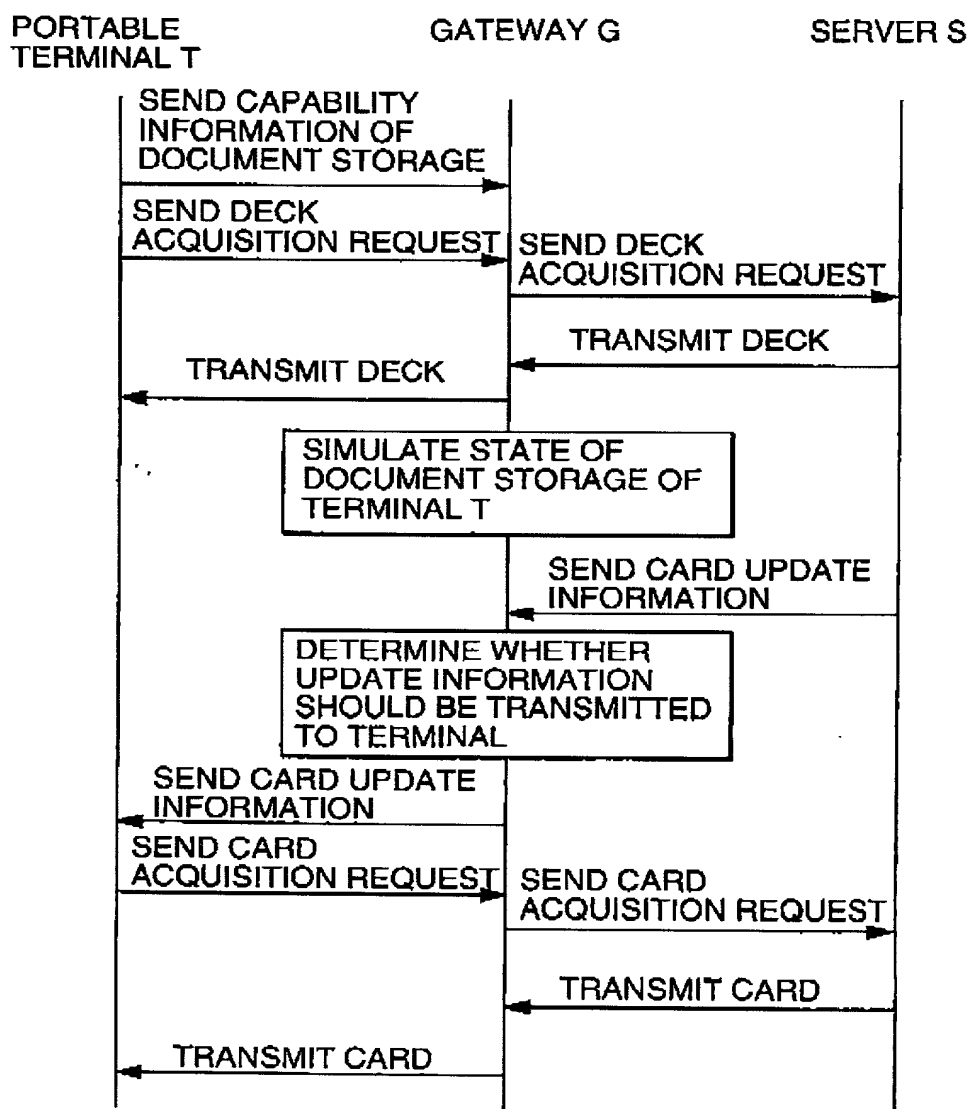 PORTABLE
TERMINAL T
GATEWAY G
SERVER S
SEND CAPABILITY
INFORMATION OF
DOCUMENT STORAGE
SEND DECK
ACQUISITION REQUEST
SEND DECK
ACQUISITION REQUEST
TRANSMIT DECK
TRANSMIT DECK
SIMULATE STATE OF
DOCUMENT STORAGE OF
TERMINAL T
SEND CARD UPDATE
INFORMATION
DETERMINE WHETHER
UPDATE INFORMATION
SHOULD BE TRANSMITTED
TO TERMINAL
SEND CARD UPDATE
INFORMATION
SEND CARD
ACQUISITION REQUEST
SEND CARD
ACQUISITION REQUEST
TRANSMIT CARD
TRANSMIT CARD